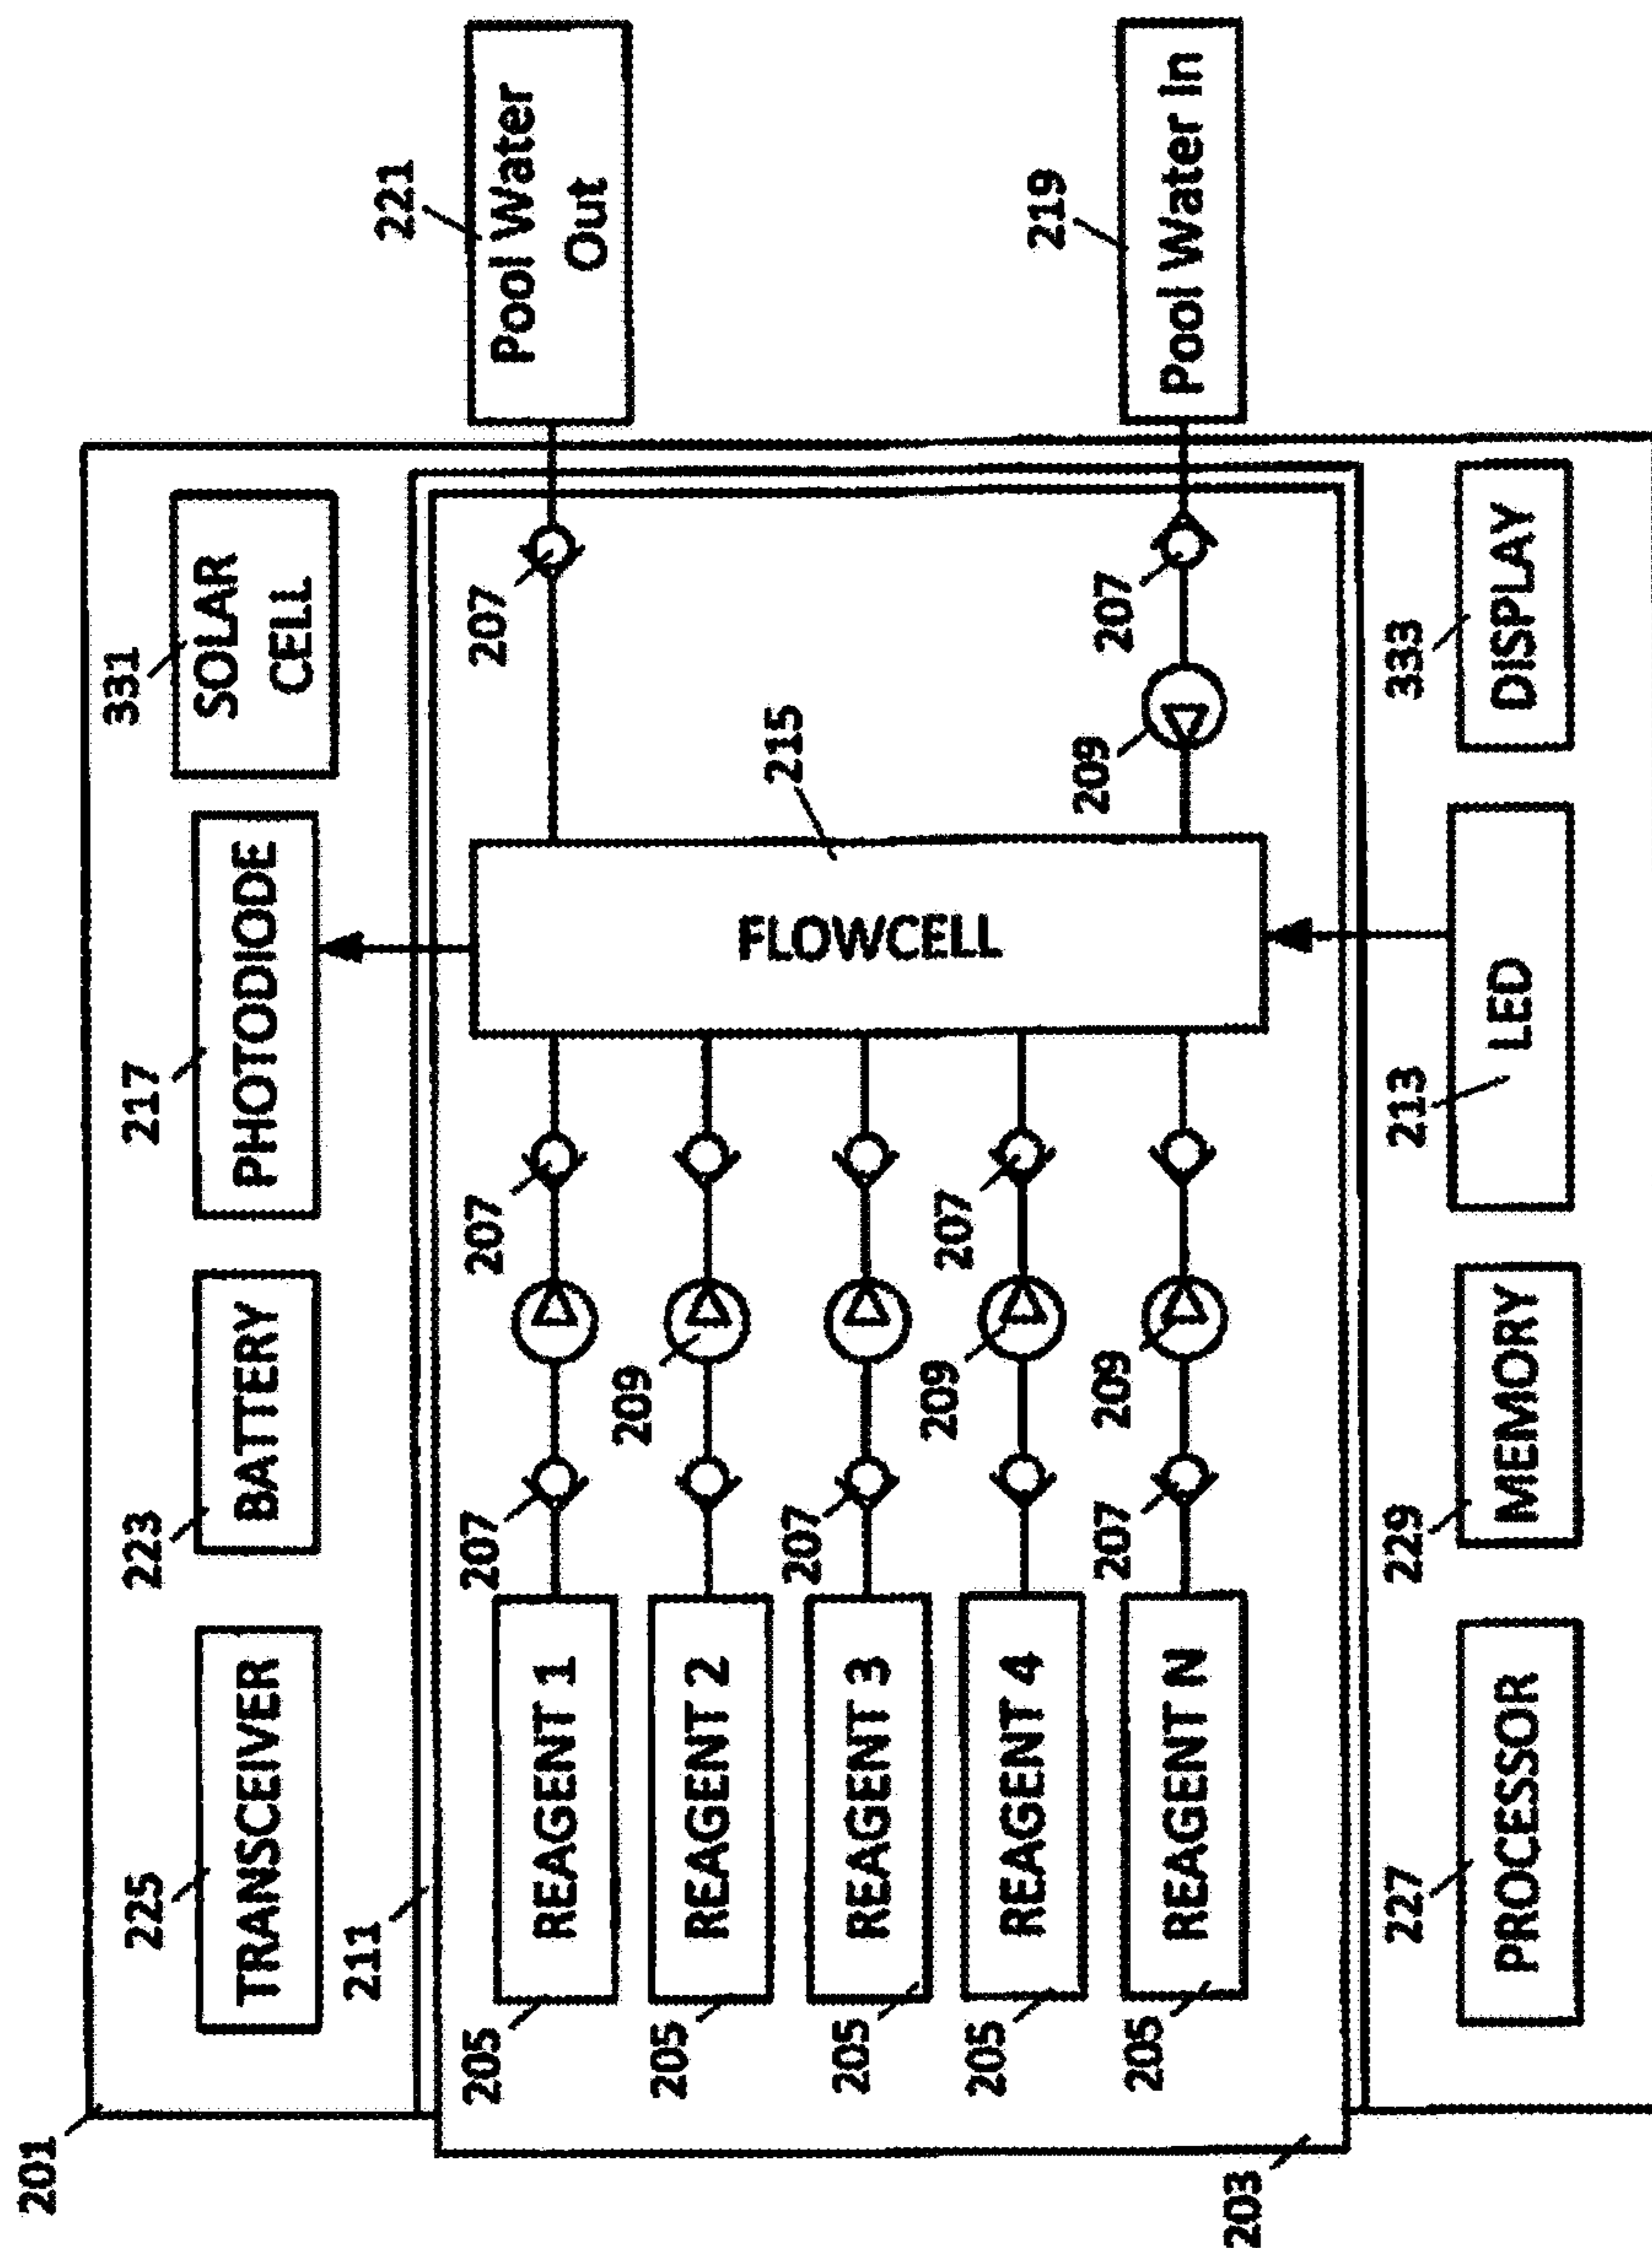 201
225
223
217
331
TRANSCEIVER
BATTERY
PHOTODIODE
SOLAR
CELL
211
221
205
207
207
207
REAGENT 1
Pool Water
Out
205
209
REAGENT 2
207
215
205
REAGENT 3
FLOWCELL
205
209
207
REAGENT 4
219
205
207
209
209
207
REAGENT N
Pool Water In
203
227
229
213
333
PROCESSOR
MEMORY
LED
DISPLAY